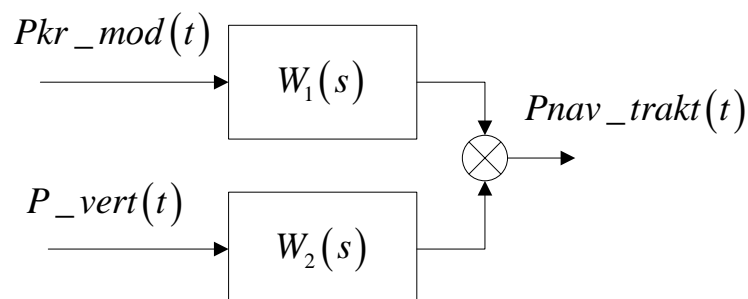 Pkr_mod(t)
W₁(s)
Pnav_trakt(t)
P_vert(t)
W₂(s)